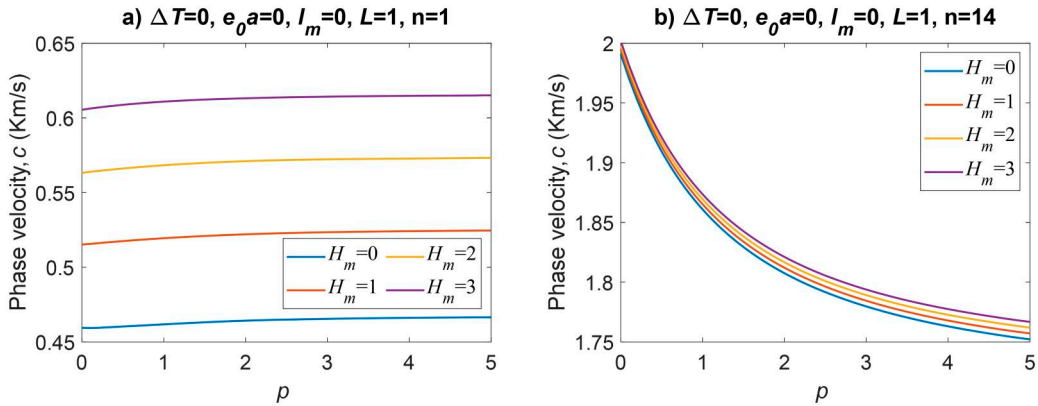 a) ΔT=0, e₀a=0, lₘ=0, L=1, n=1
Phase velocity, c (Km/s)
0.65
0.6
0.55
0.5
0.45
Hₘ=0 Hₘ=2
Hₘ=1 Hₘ=3
0 1 2 3 4 5
p
b) ΔT=0, e₀a=0, lₘ=0, L=1, n=14
Phase velocity, c (Km/s)
2
1.95
1.9
1.85
1.8
1.75
Hₘ=0
Hₘ=1
Hₘ=2
Hₘ=3
0 1 2 3 4 5
p